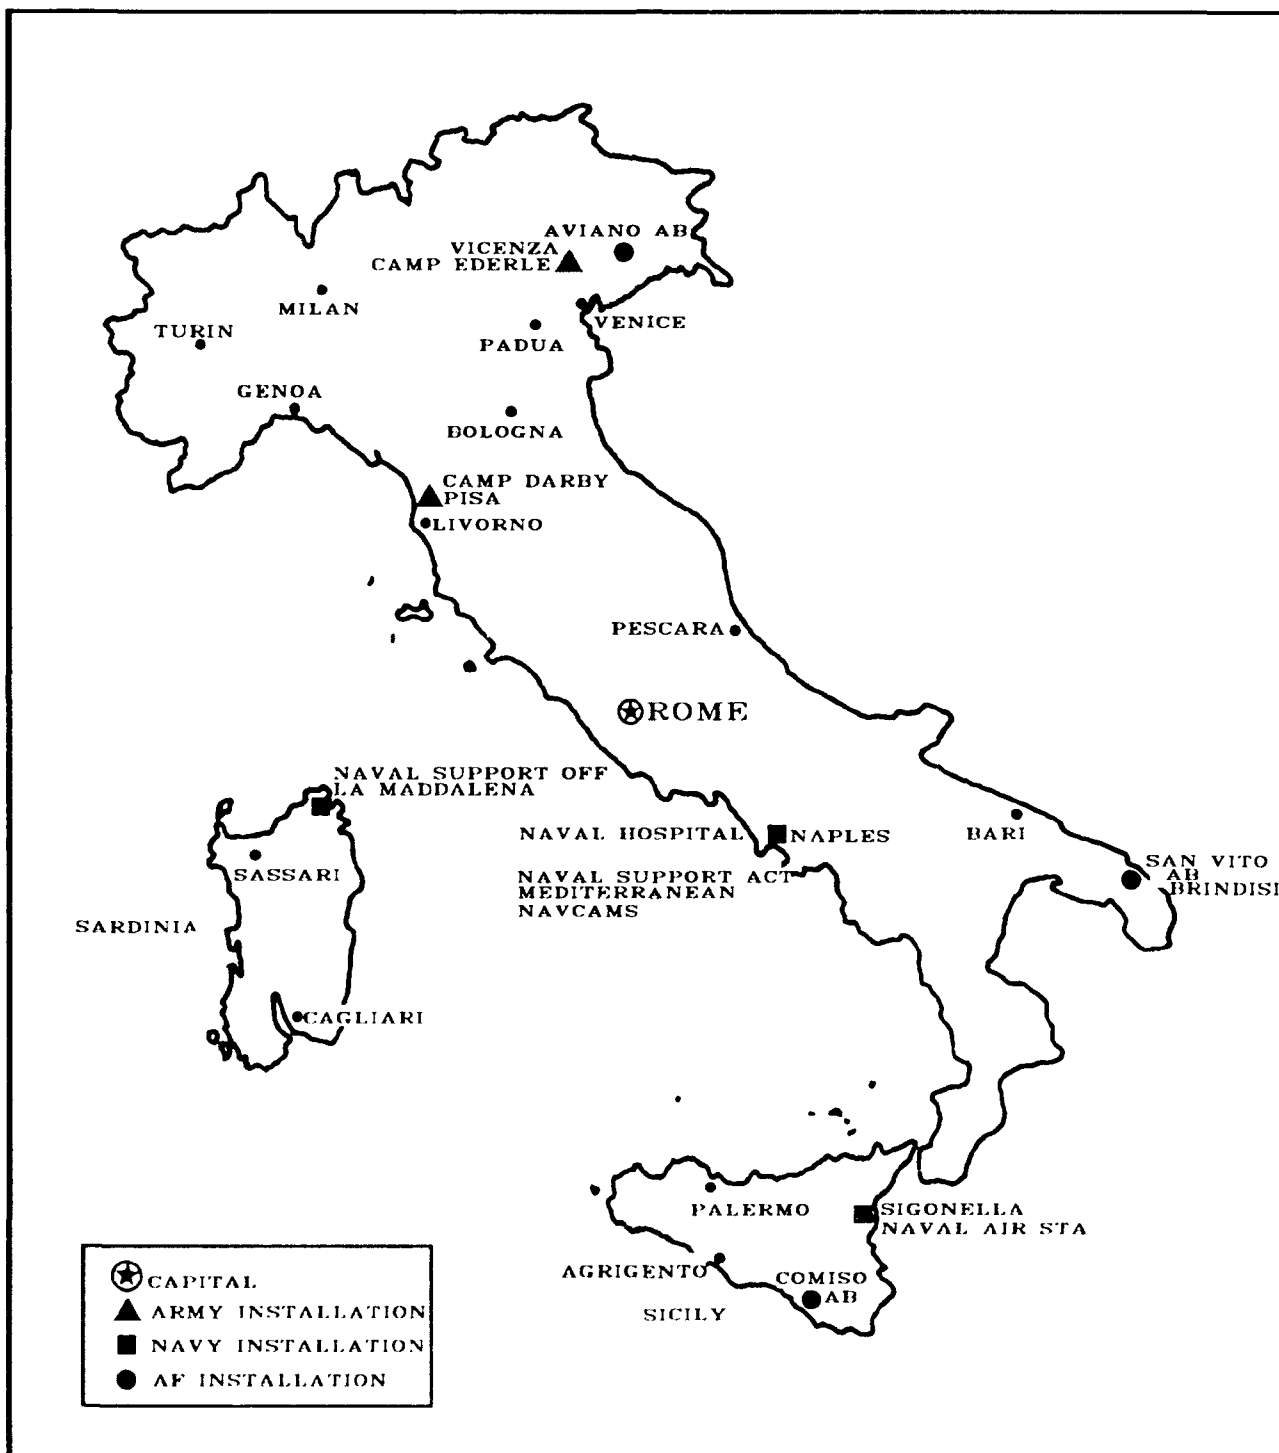 AVIANO AB
VICENZA
CAMP EDERLE
MILAN
VENICE
TURIN
PADUA
GENOA
BOLOGNA
CAMP DARBY
PISA
LIVORNO
PESCARA
ROME
NAVAL SUPPORT OFF
LA MADDALENA
NAVAL HOSPITAL
NAPLES
BARI
SAN VITO
AB
BRINDISI
SASSARI
NAVAL SUPPORT ACT
MEDITERRANEAN
NAVCAMS
SARDINIA
CAGLIARI
PALERMO
SIGONELLA
NAVAL AIR STA
AGRIGENTO
COMISO
AB
SICILY
CAPITAL
ARMY INSTALLATION
NAVY INSTALLATION
AF INSTALLATION